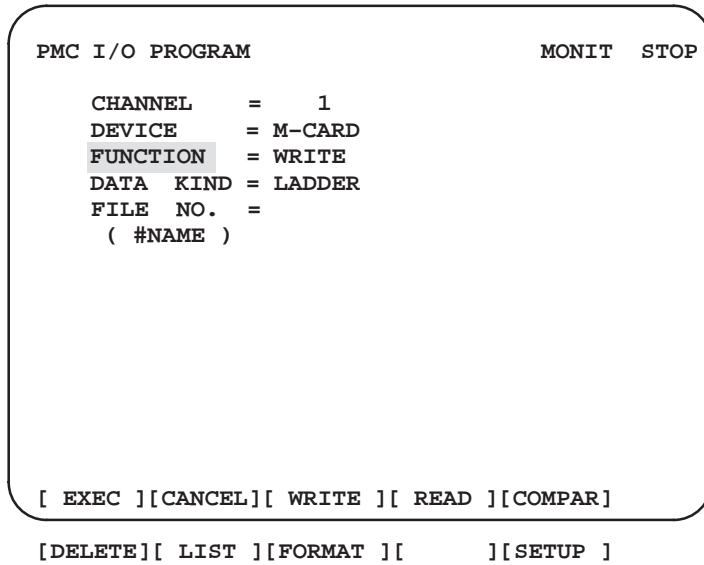 PMC I/O PROGRAM MONIT STOP
CHANNEL = 1
DEVICE = M−CARD
FUNCTION = WRITE
DATA KIND = LADDER
FILE NO. =
( #NAME )
[ EXEC ][CANCEL][ WRITE ][ READ ][COMPAR]
[DELETE][ LIST ][FORMAT ][ ][SETUP ]